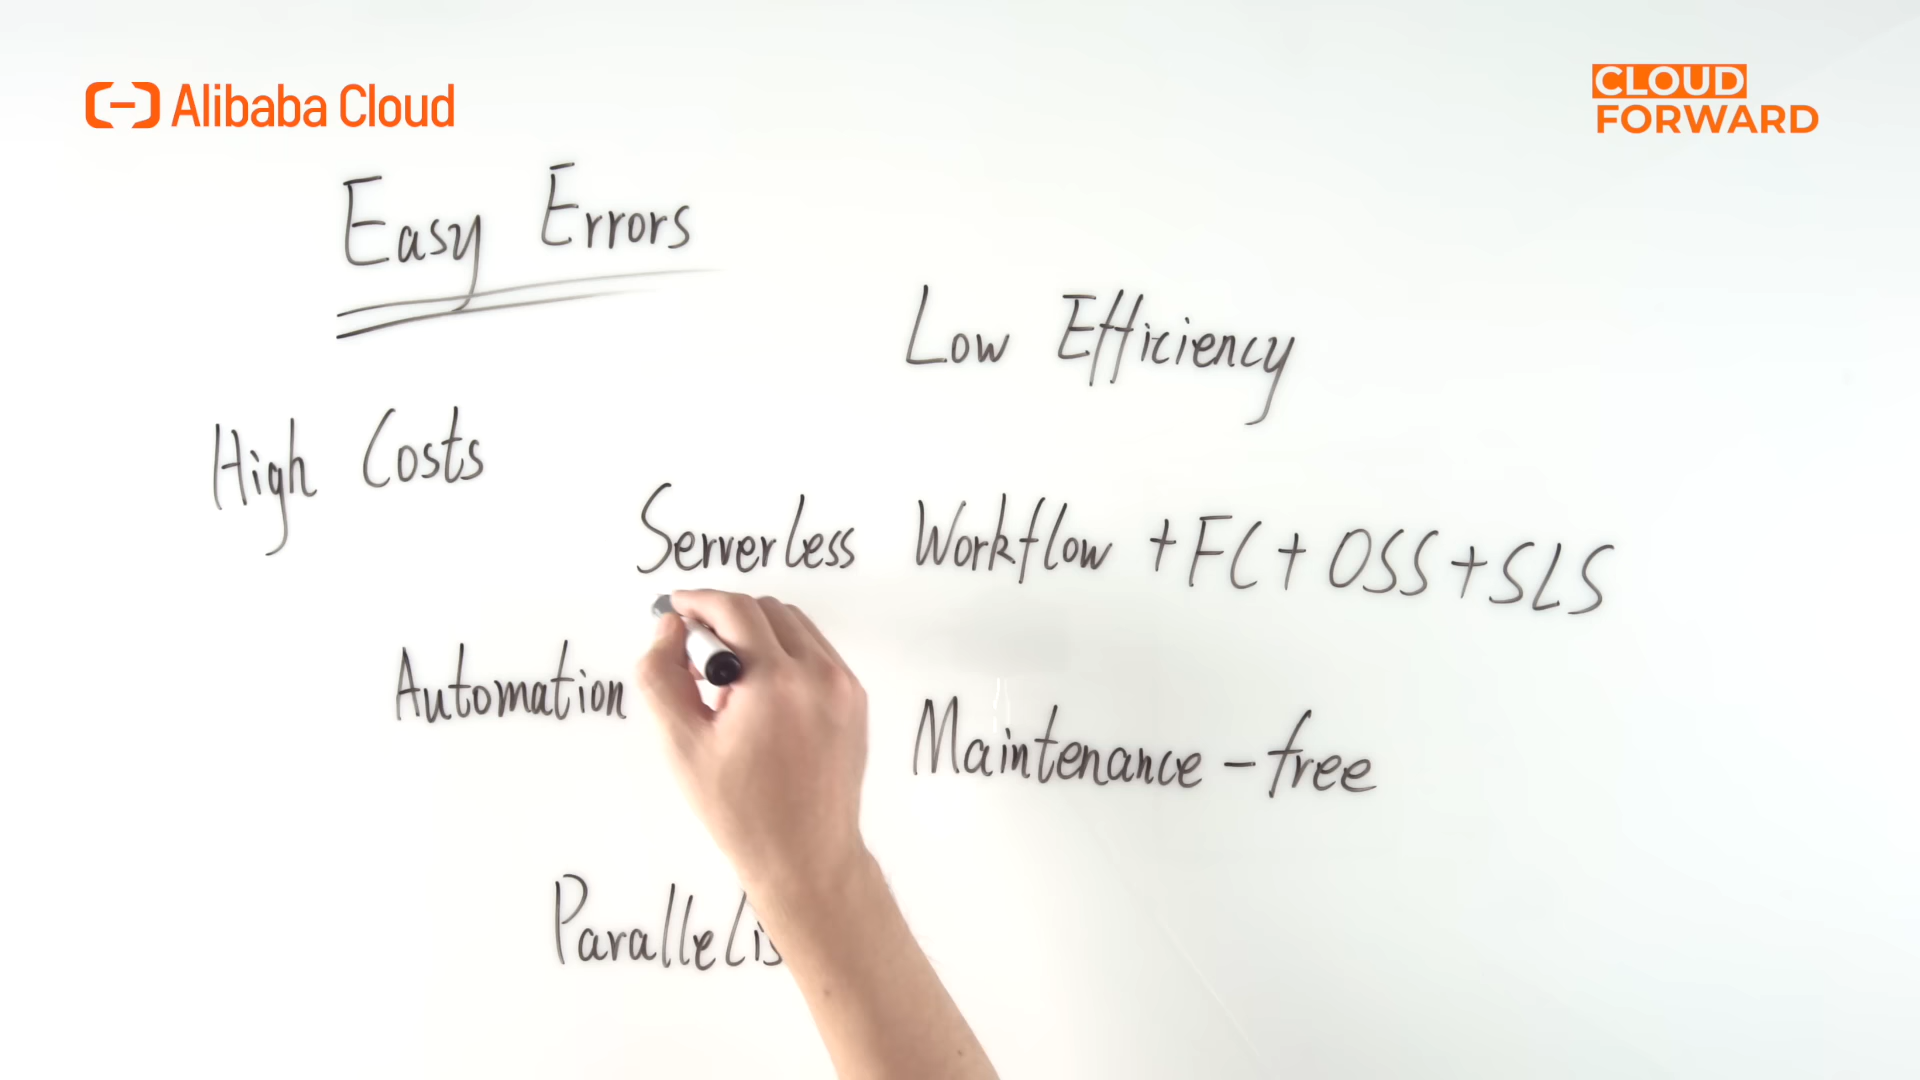 Alibaba Cloud
CLOUD
FORWARD
Easy Errors
Low Efficiency
High Costs
Serverless Workflow + FC + OSS + SLS
Automation
Maintenance-free